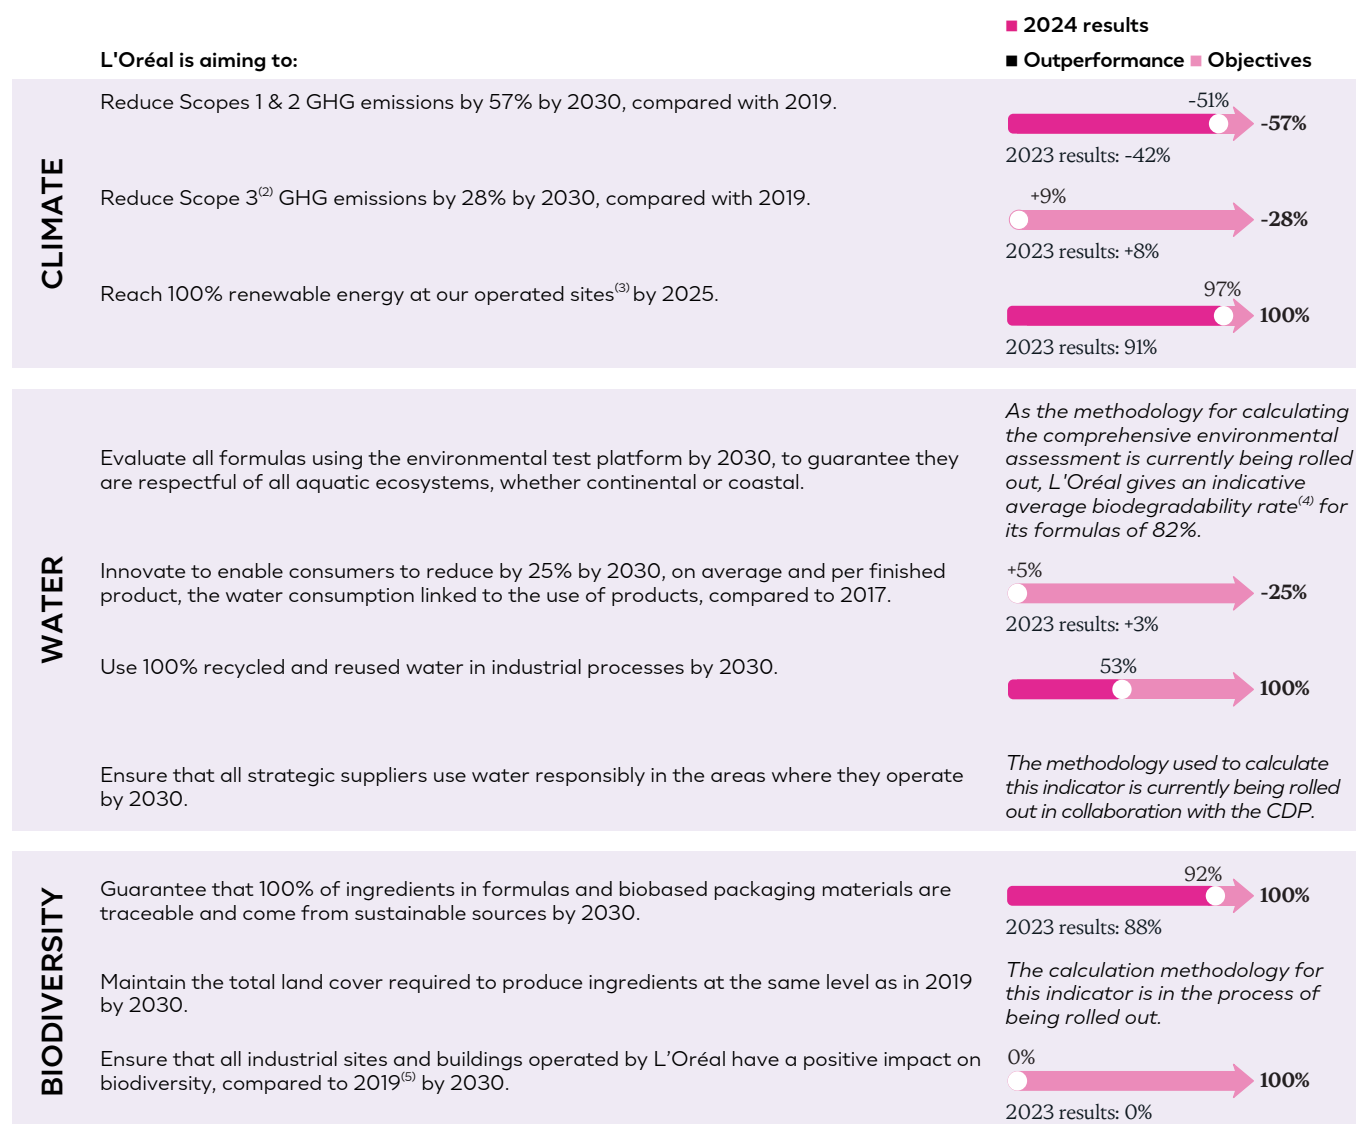 2024 results
L'Oréal is aiming to:
Outperformance Objectives
CLIMATE
Reduce Scopes 1 & 2 GHG emissions by 57% by 2030, compared with 2019.
-51%
-57%
2023 results: -42%
Reduce Scope 3(2) GHG emissions by 28% by 2030, compared with 2019.
+9%
-28%
2023 results: +8%
Reach 100% renewable energy at our operated sites(3) by 2025.
97%
100%
2023 results: 91%
WATER
Evaluate all formulas using the environmental test platform by 2030, to guarantee they
are respectful of all aquatic ecosystems, whether continental or coastal.
As the methodology for calculating
the comprehensive environmental
assessment is currently being rolled
out, L'Oréal gives an indicative
average biodegradability rate(4) for
its formulas of 82%.
Innovate to enable consumers to reduce by 25% by 2030, on average and per finished
product, the water consumption linked to the use of products, compared to 2017.
+5%
-25%
2023 results: +3%
Use 100% recycled and reused water in industrial processes by 2030.
53%
100%
Ensure that all strategic suppliers use water responsibly in the areas where they operate
by 2030.
The methodology used to calculate
this indicator is currently being rolled
out in collaboration with the CDP.
BIODIVERSITY
Guarantee that 100% of ingredients in formulas and biobased packaging materials are
traceable and come from sustainable sources by 2030.
92%
100%
2023 results: 88%
Maintain the total land cover required to produce ingredients at the same level as in 2019
by 2030.
The calculation methodology for
this indicator is in the process of
being rolled out.
Ensure that all industrial sites and buildings operated by L’Oréal have a positive impact on
biodiversity, compared to 2019(5) by 2030.
0%
100%
2023 results: 0%